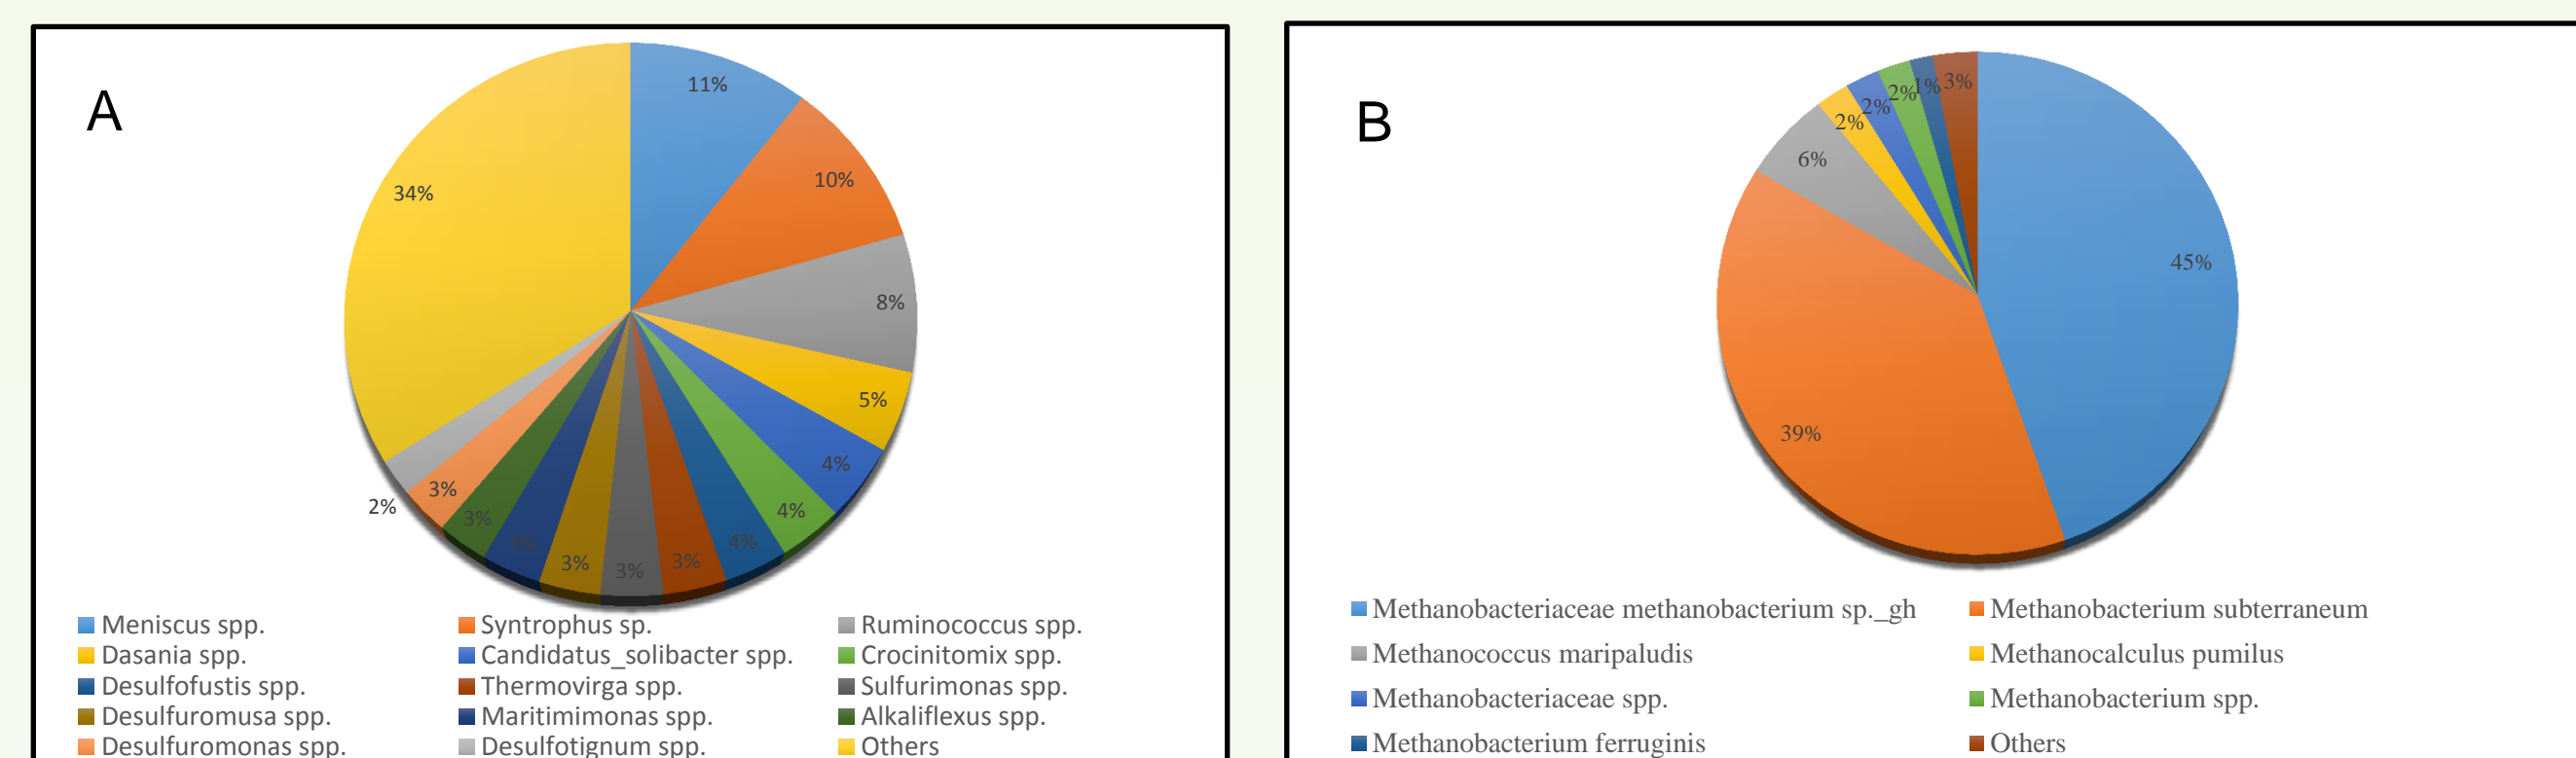 A
11%
10%
8%
5%
4%
4%
4%
3%
3%
3%
3%
3%
2%
34%
Meniscus spp. Syntrophus sp. Ruminococcus spp.
Dasania spp. Candidatus_solibacter spp. Crocinitomix spp.
Desulfofustis spp. Thermovirga spp. Sulfurimonas spp.
Desulfuromusa spp. Maritimimonas spp. Alkaliflexus spp.
Desulfuromonas spp. Desulfotignum spp. Others
B
45%
39%
6%
2%
2%
2%
1%
3%
Methanobacteriaceae methanobacterium sp._gh Methanobacterium subterraneum
Methanococcus maripaludis Methanocalculus pumilus
Methanobacteriaceae spp. Methanobacterium spp.
Methanobacterium ferruginis Others